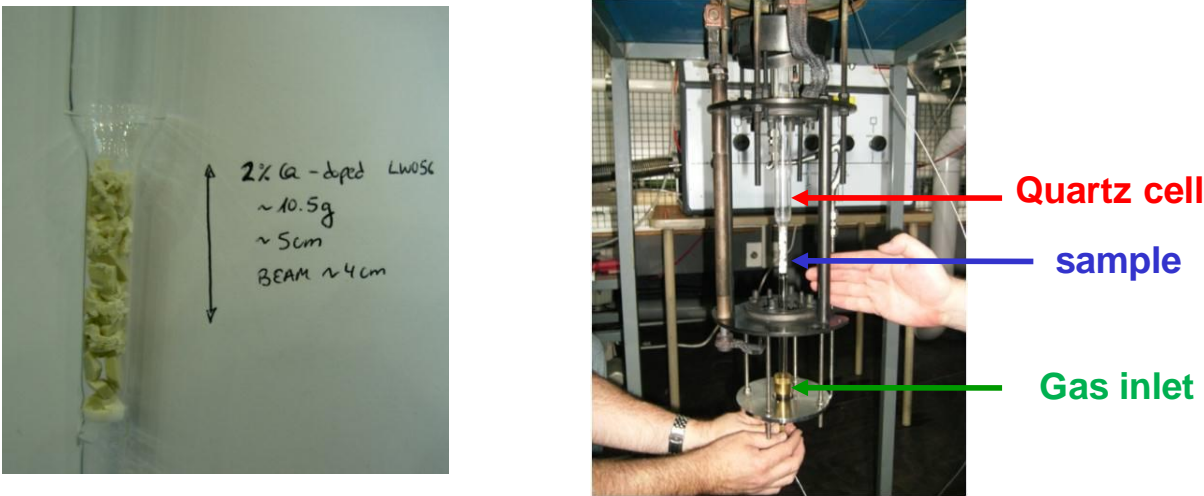 2% Ca-doped LWO56
~10.5g
~5cm
BEAM ~4cm
Quartz cell
sample
Gas inlet